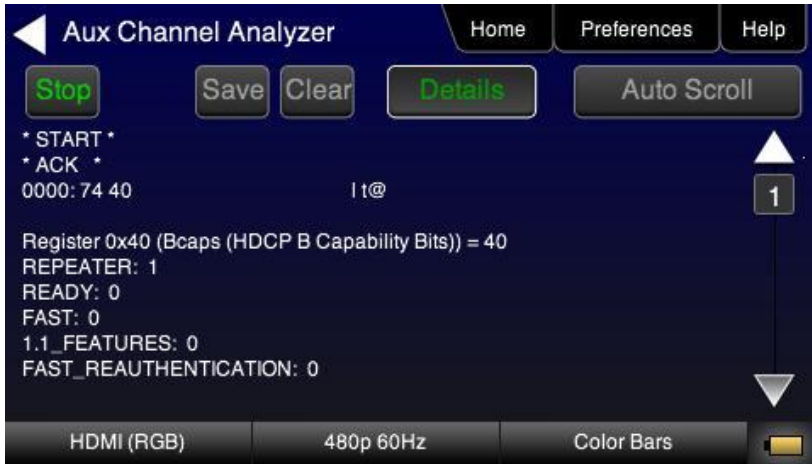 Aux Channel Analyzer Home Preferences Help
Stop Save Clear Details Auto Scroll
* START *
* ACK *
0000: 74 40 l t@
1
Register 0x40 (Bcaps (HDCP B Capability Bits)) = 40
REPEATER: 1
READY: 0
FAST: 0
1.1_FEATURES: 0
FAST_REAUTHENTICATION: 0
HDMI (RGB) 480p 60Hz Color Bars